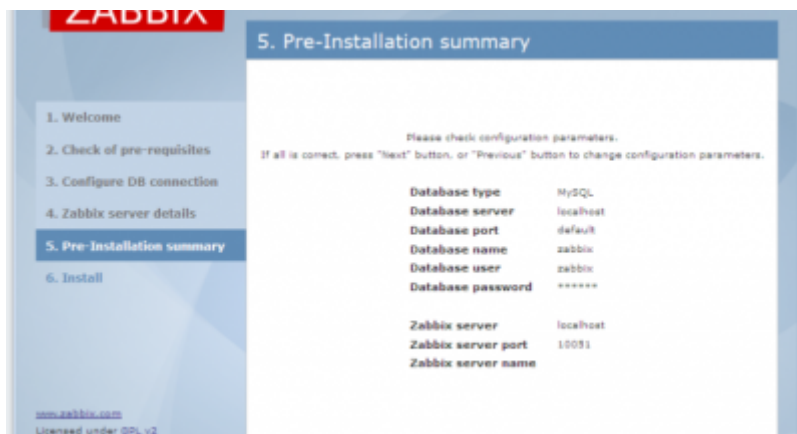 ZABBIX
5. Pre-Installation summary
1. Welcome
2. Check of pre-requisites
3. Configure DB connection
4. Zabbix server details
5. Pre-Installation summary
6. Install
Please check configuration parameters.
If all is correct, press "Next" button, or "Previous" button to change configuration parameters.
Database type MySQL
Database server localhost
Database port default
Database name zabbix
Database user zabbix
Database password ******
Zabbix server localhost
Zabbix server port 10051
Zabbix server name
www.zabbix.com
Licensed under GPL v2